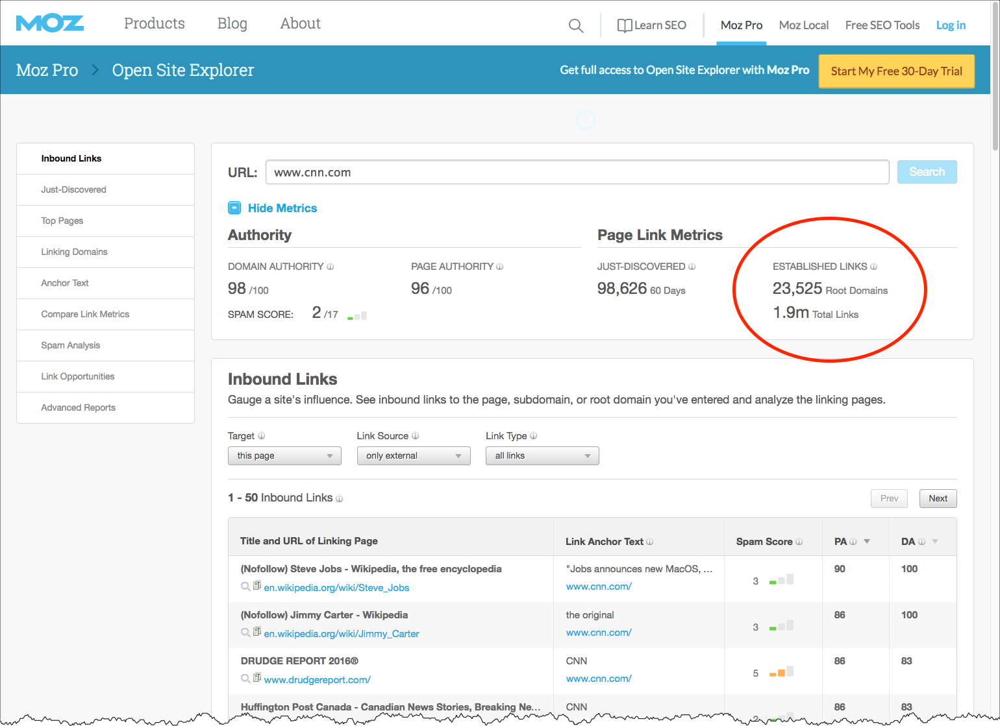 MOZ Products Blog About Learn SEO Moz Pro Moz Local Free SEO Tools Log in
Moz Pro > Open Site Explorer Get full access to Open Site Explorer with Moz Pro Start My Free 30-Day Trial
?
Inbound Links
Just-Discovered
Top Pages
Linking Domains
Anchor Text
Compare Link Metrics
Spam Analysis
Link Opportunities
Advanced Reports
URL: www.cnn.com Search
Hide Metrics
Authority
DOMAIN AUTHORITY PAGE AUTHORITY
98 /100 96 /100
SPAM SCORE: 2 /17
Page Link Metrics
JUST-DISCOVERED ESTABLISHED LINKS
98,626 60 Days 23,525 Root Domains
1.9m Total Links
Inbound Links
Gauge a site's influence. See inbound links to the page, subdomain, or root domain you've entered and analyze the linking pages.
Target Link Source Link Type
this page only external all links
1 - 50 Inbound Links Prev Next
Title and URL of Linking Page Link Anchor Text Spam Score PA DA
(Nofollow) Steve Jobs - Wikipedia, the free encyclopedia "Jobs announces new MacOS, ... 90 100
en.wikipedia.org/wiki/Steve_Jobs www.cnn.com/ 3
(Nofollow) Jimmy Carter - Wikipedia the original 86 100
en.wikipedia.org/wiki/Jimmy_Carter www.cnn.com/ 3
DRUDGE REPORT 2016® CNN 86 83
www.drudgereport.com/ www.cnn.com/ 5
Huffington Post Canada - Canadian News Stories, Breaking Ne... CNN 86 83